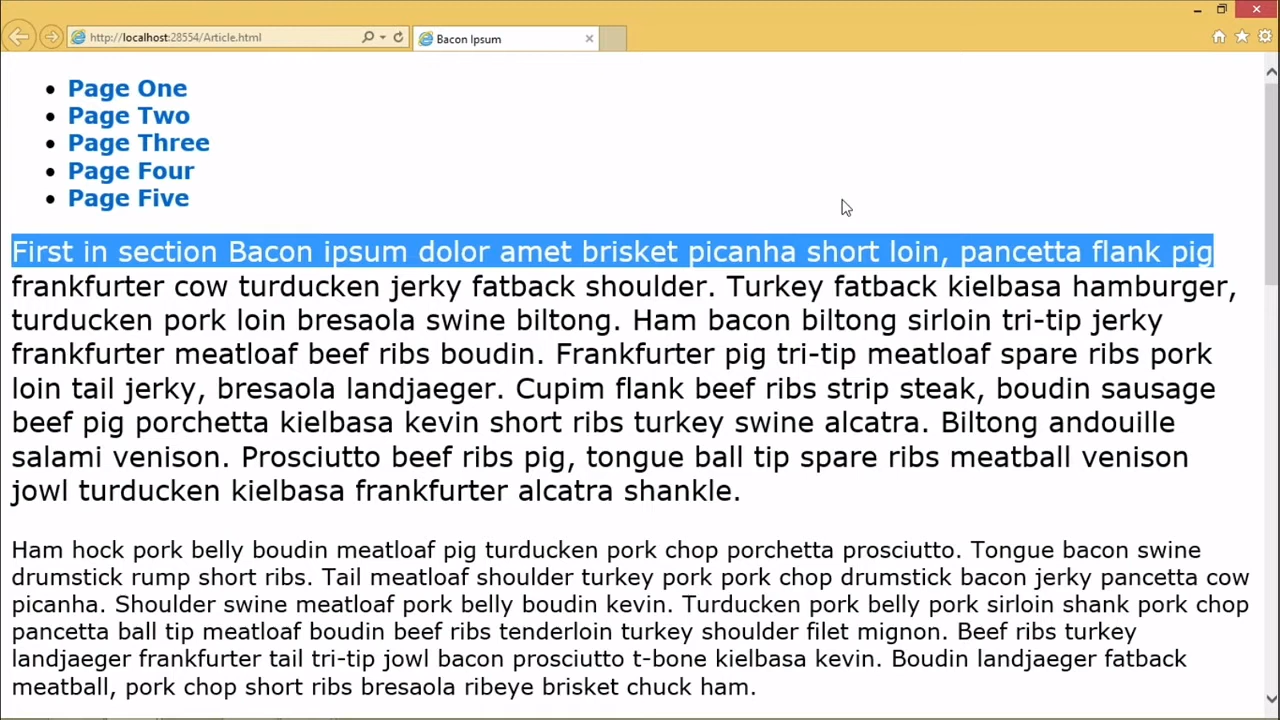 http://localhost:28554/Article.html
Bacon Ipsum
Page One
Page Two
Page Three
Page Four
Page Five
First in section Bacon ipsum dolor amet brisket picanha short loin, pancetta flank pig
frankfurter cow turducken jerky fatback shoulder. Turkey fatback kielbasa hamburger,
turducken pork loin bresaola swine biltong. Ham bacon biltong sirloin tri-tip jerky
frankfurter meatloaf beef ribs boudin. Frankfurter pig tri-tip meatloaf spare ribs pork
loin tail jerky, bresaola landjaeger. Cupim flank beef ribs strip steak, boudin sausage
beef pig porchetta kielbasa kevin short ribs turkey swine alcatra. Biltong andouille
salami venison. Prosciutto beef ribs pig, tongue ball tip spare ribs meatball venison
jowl turducken kielbasa frankfurter alcatra shankle.
Ham hock pork belly boudin meatloaf pig turducken pork chop porchetta prosciutto. Tongue bacon swine
drumstick rump short ribs. Tail meatloaf shoulder turkey pork pork chop drumstick bacon jerky pancetta cow
picanha. Shoulder swine meatloaf pork belly boudin kevin. Turducken pork belly pork sirloin shank pork chop
pancetta ball tip meatloaf boudin beef ribs tenderloin turkey shoulder filet mignon. Beef ribs turkey
landjaeger frankfurter tail tri-tip jowl bacon prosciutto t-bone kielbasa kevin. Boudin landjaeger fatback
meatball, pork chop short ribs bresaola ribeye brisket chuck ham.